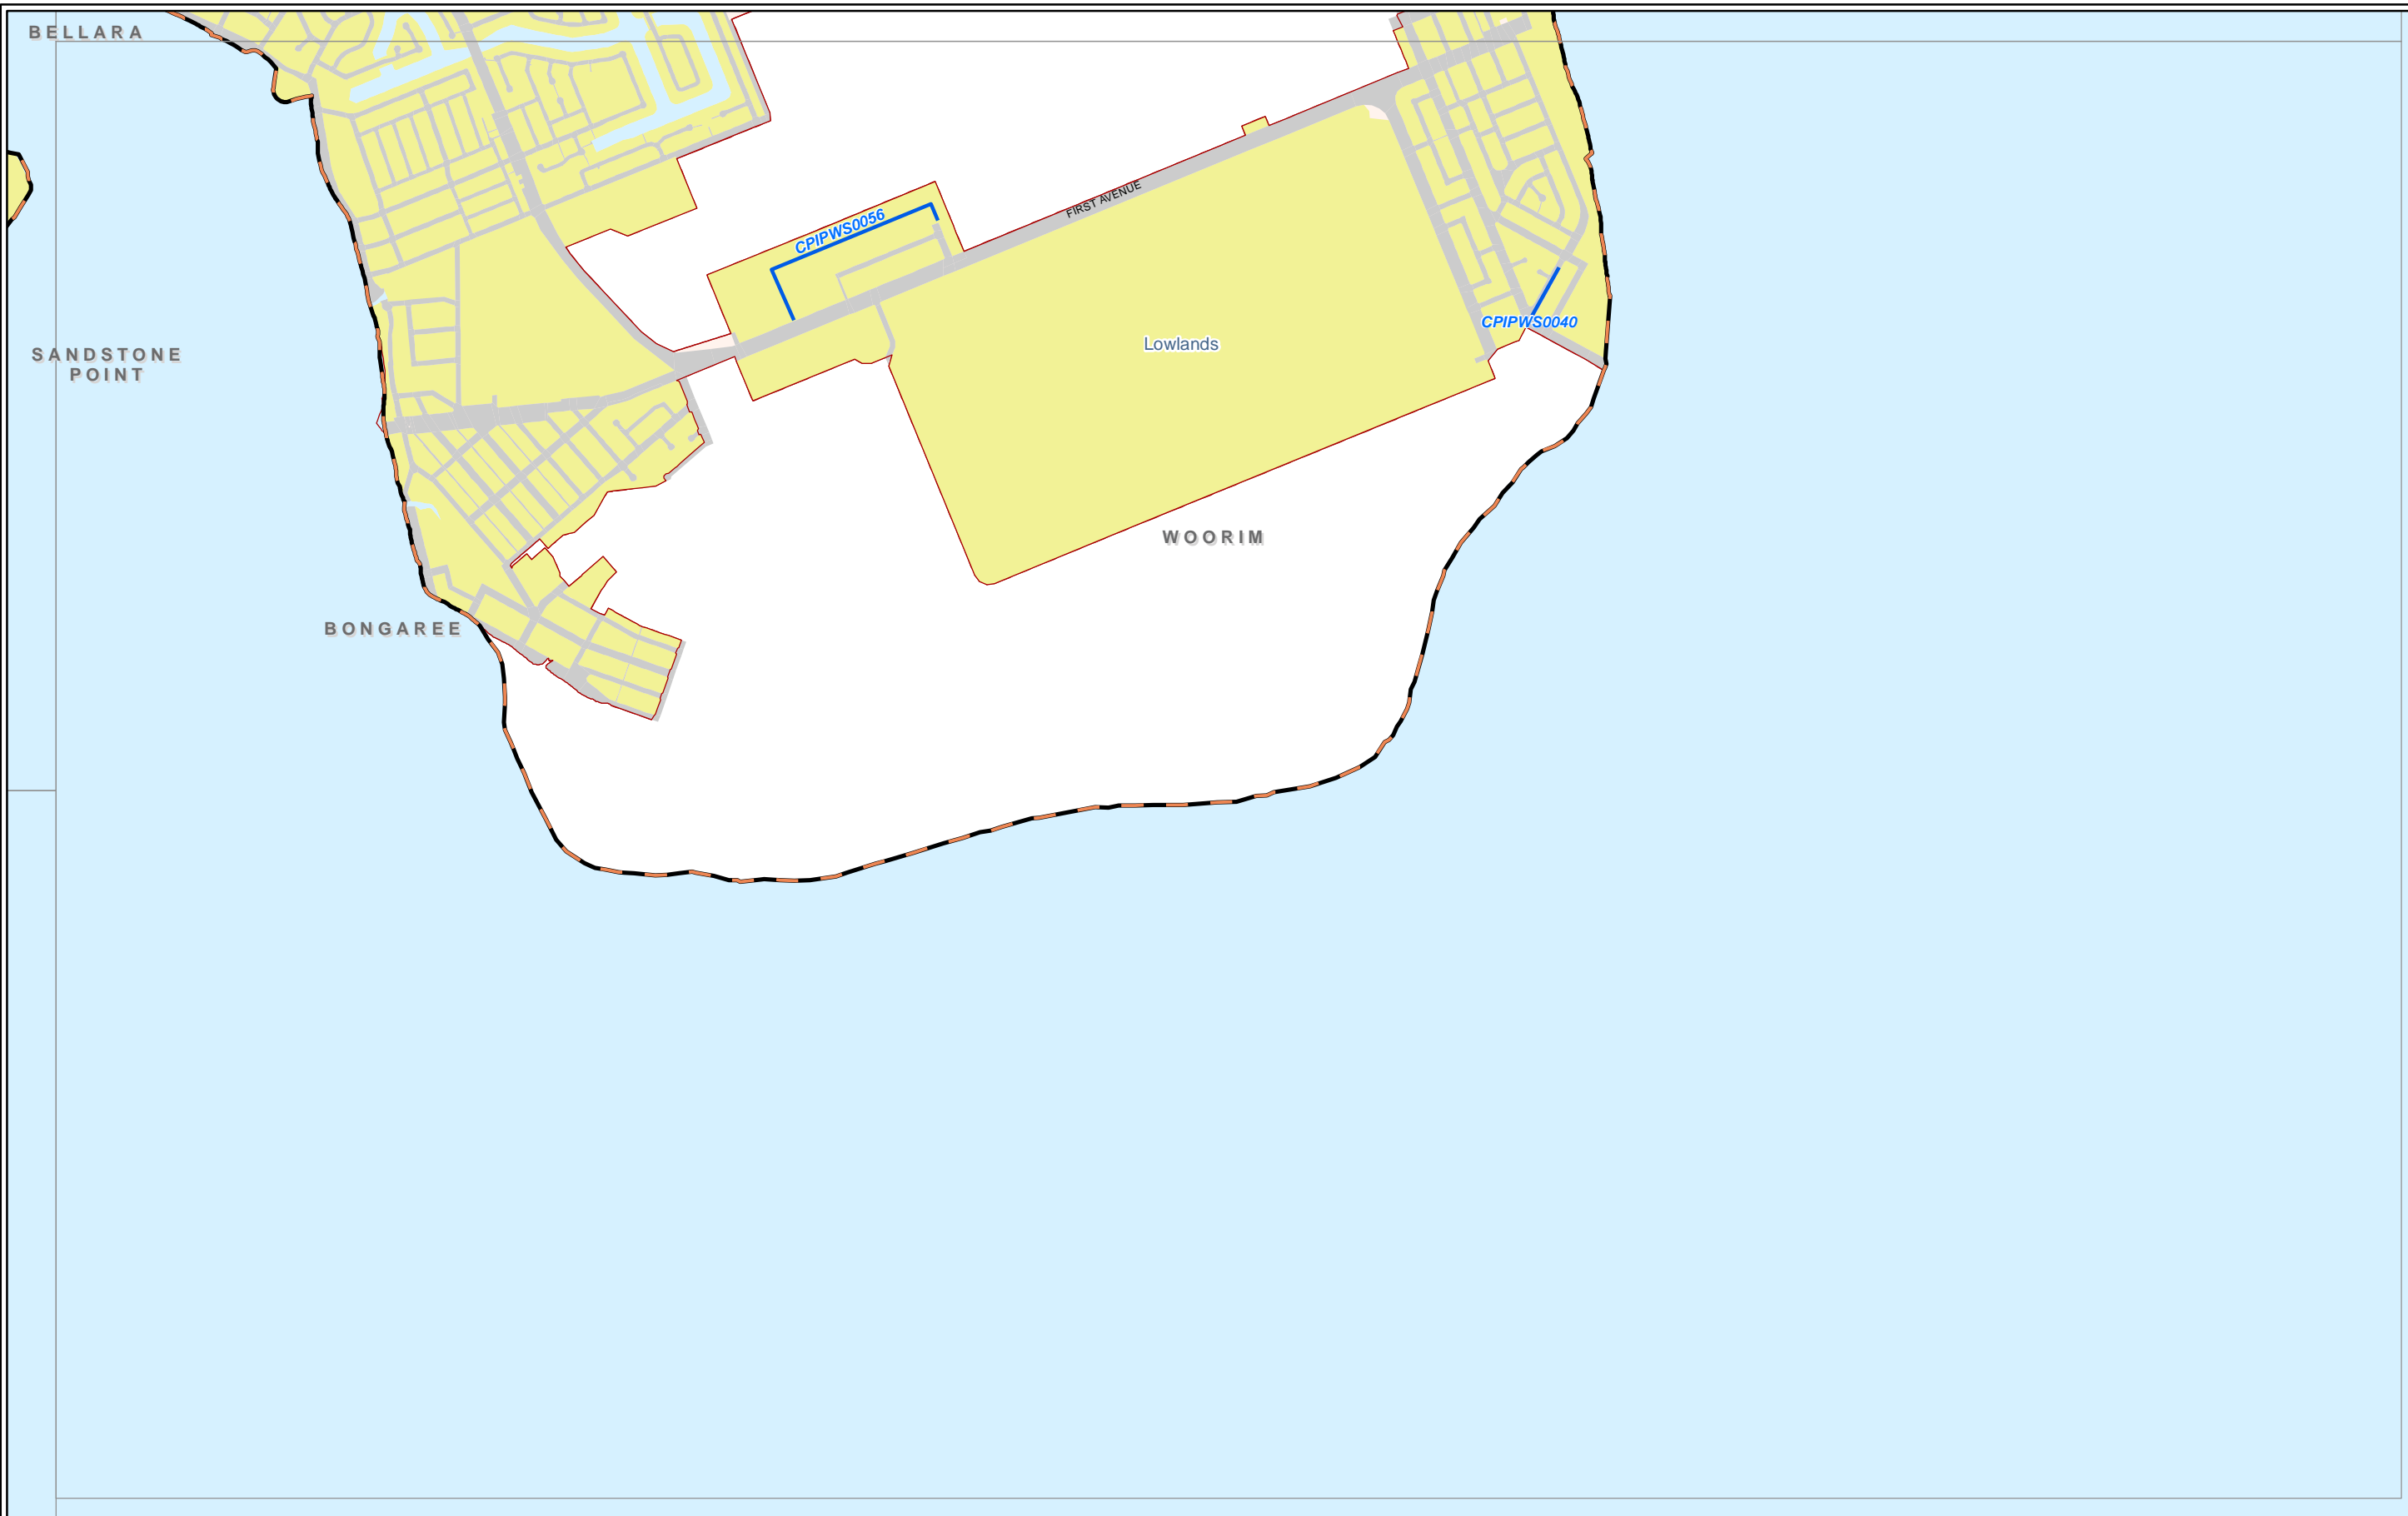 BELLARA
FIRST AVENUE
CPIPWS0056
CPIPWS0040
Lowlands
SANDSTONE
POINT
WOORIM
BONGAREE